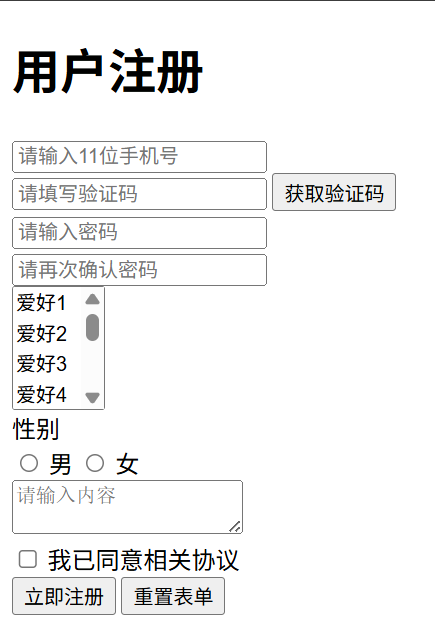 用户注册
请输入11位手机号
请填写验证码 获取验证码
请输入密码
请再次确认密码
爱好1
爱好2
爱好3
爱好4
性别
男 女
请输入内容
我已同意相关协议
立即注册 重置表单